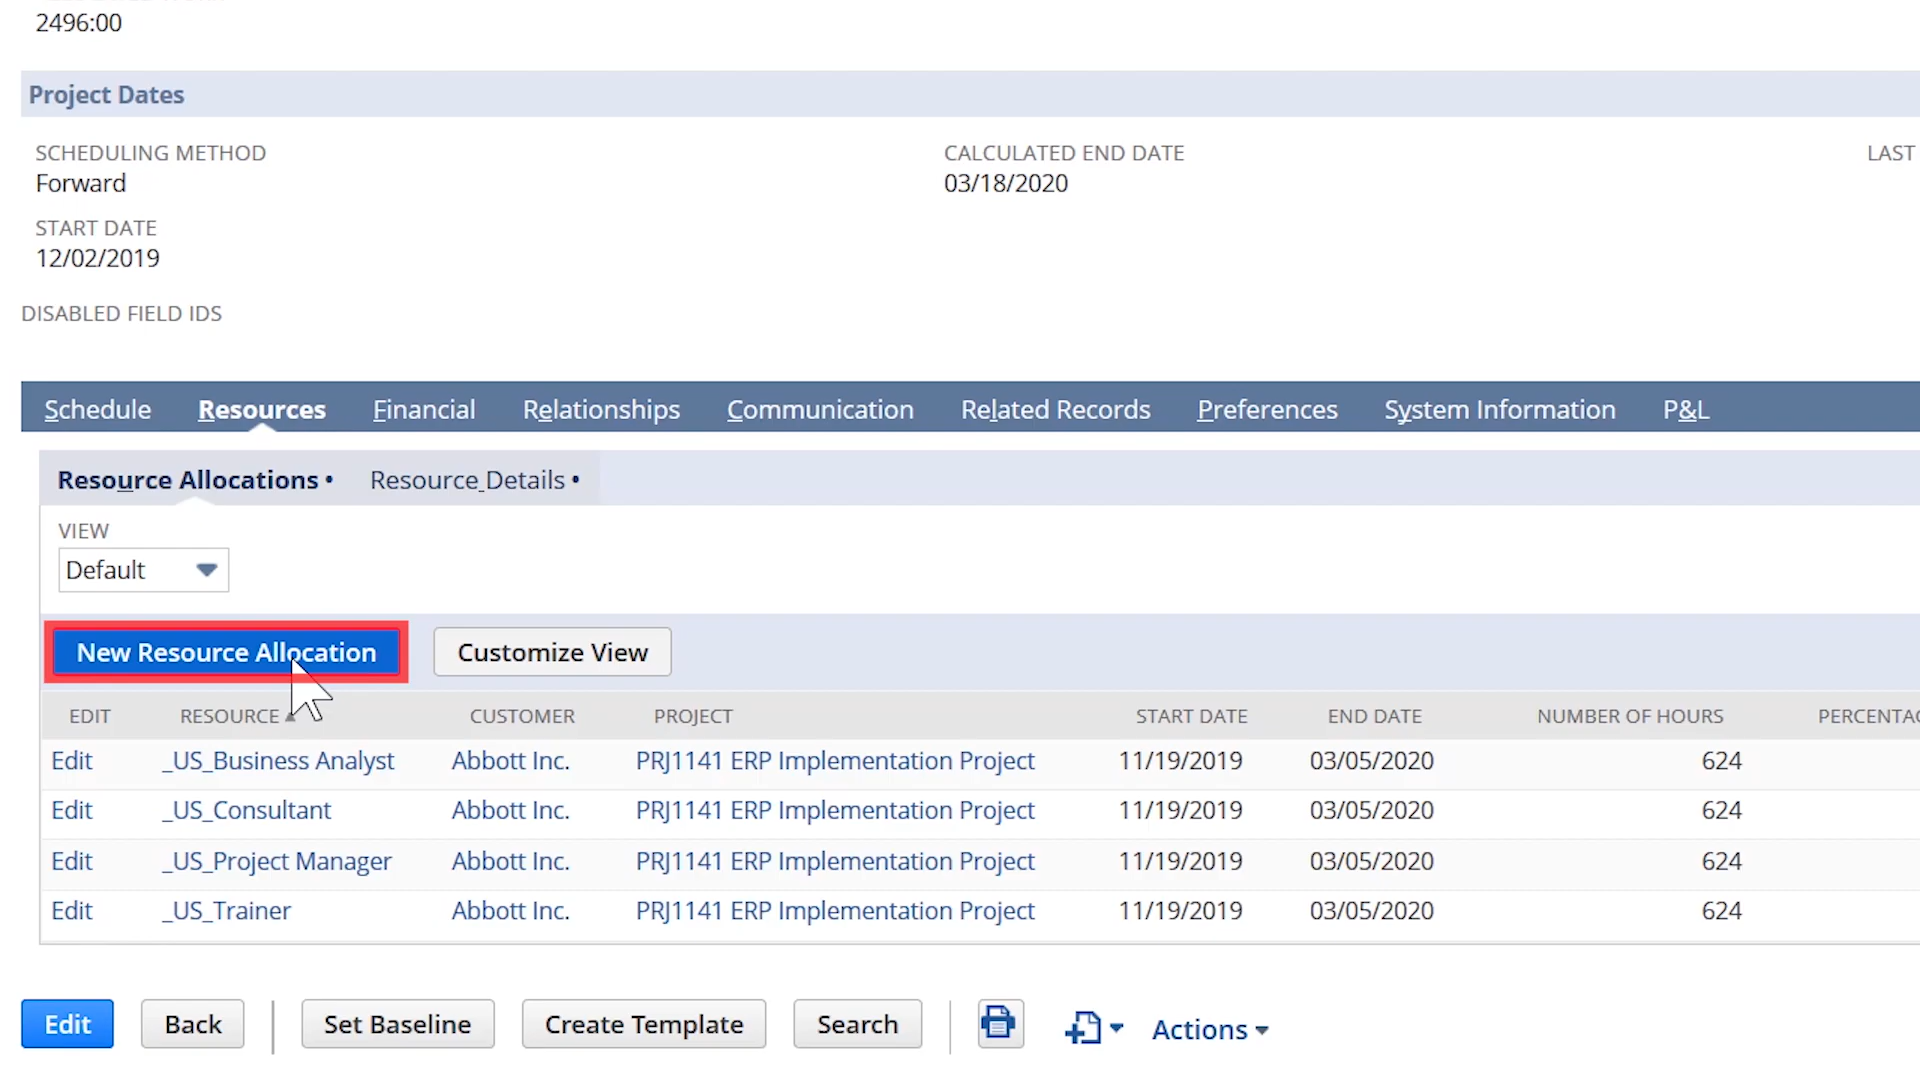 2496:00
Project Dates
SCHEDULING METHOD
Forward
CALCULATED END DATE
03/18/2020
LAST
START DATE
12/02/2019
DISABLED FIELD IDS
Schedule Resources Financial Relationships Communication Related Records Preferences System Information P&L
Resource Allocations • Resource Details •
VIEW
Default
New Resource Allocation Customize View
EDIT RESOURCE CUSTOMER PROJECT START DATE END DATE NUMBER OF HOURS PERCENTAG
Edit _US_Business Analyst Abbott Inc. PRJ1141 ERP Implementation Project 11/19/2019 03/05/2020 624
Edit _US_Consultant Abbott Inc. PRJ1141 ERP Implementation Project 11/19/2019 03/05/2020 624
Edit _US_Project Manager Abbott Inc. PRJ1141 ERP Implementation Project 11/19/2019 03/05/2020 624
Edit _US_Trainer Abbott Inc. PRJ1141 ERP Implementation Project 11/19/2019 03/05/2020 624
Edit Back Set Baseline Create Template Search Actions